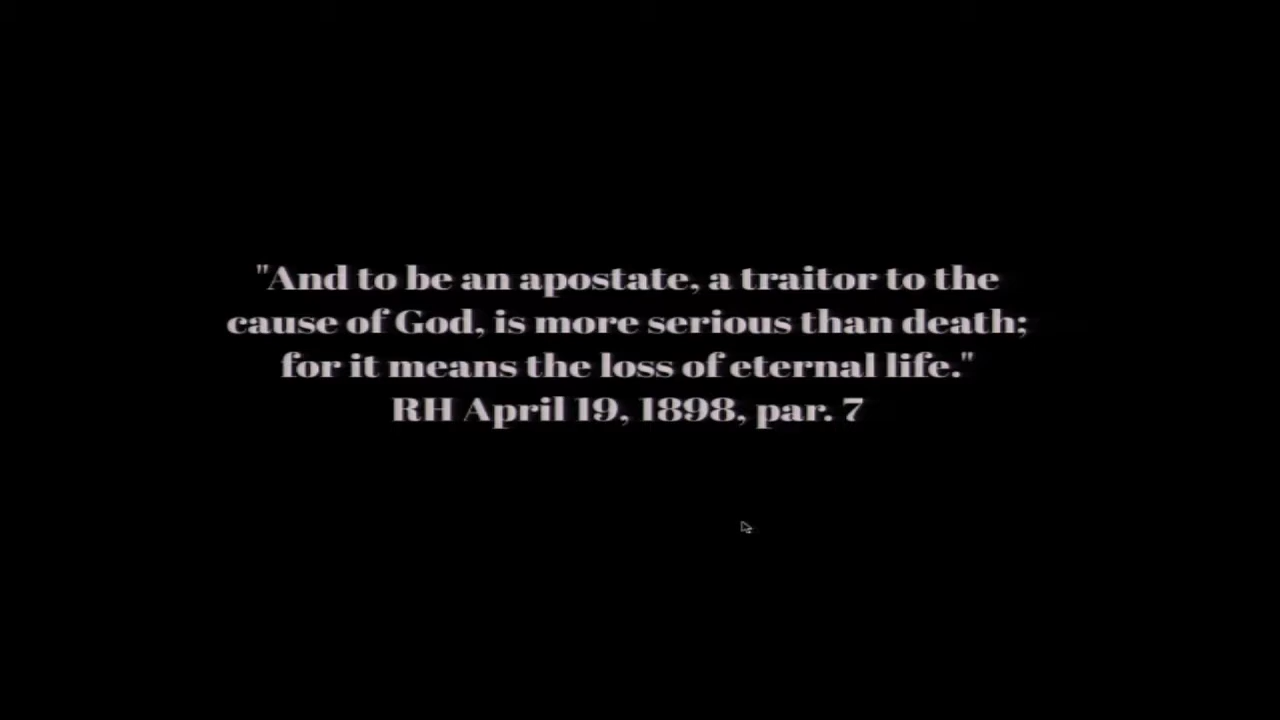 "And to be an apostate, a traitor to the
cause of God, is more serious than death;
for it means the loss of eternal life."
RH April 19, 1898, par. 7